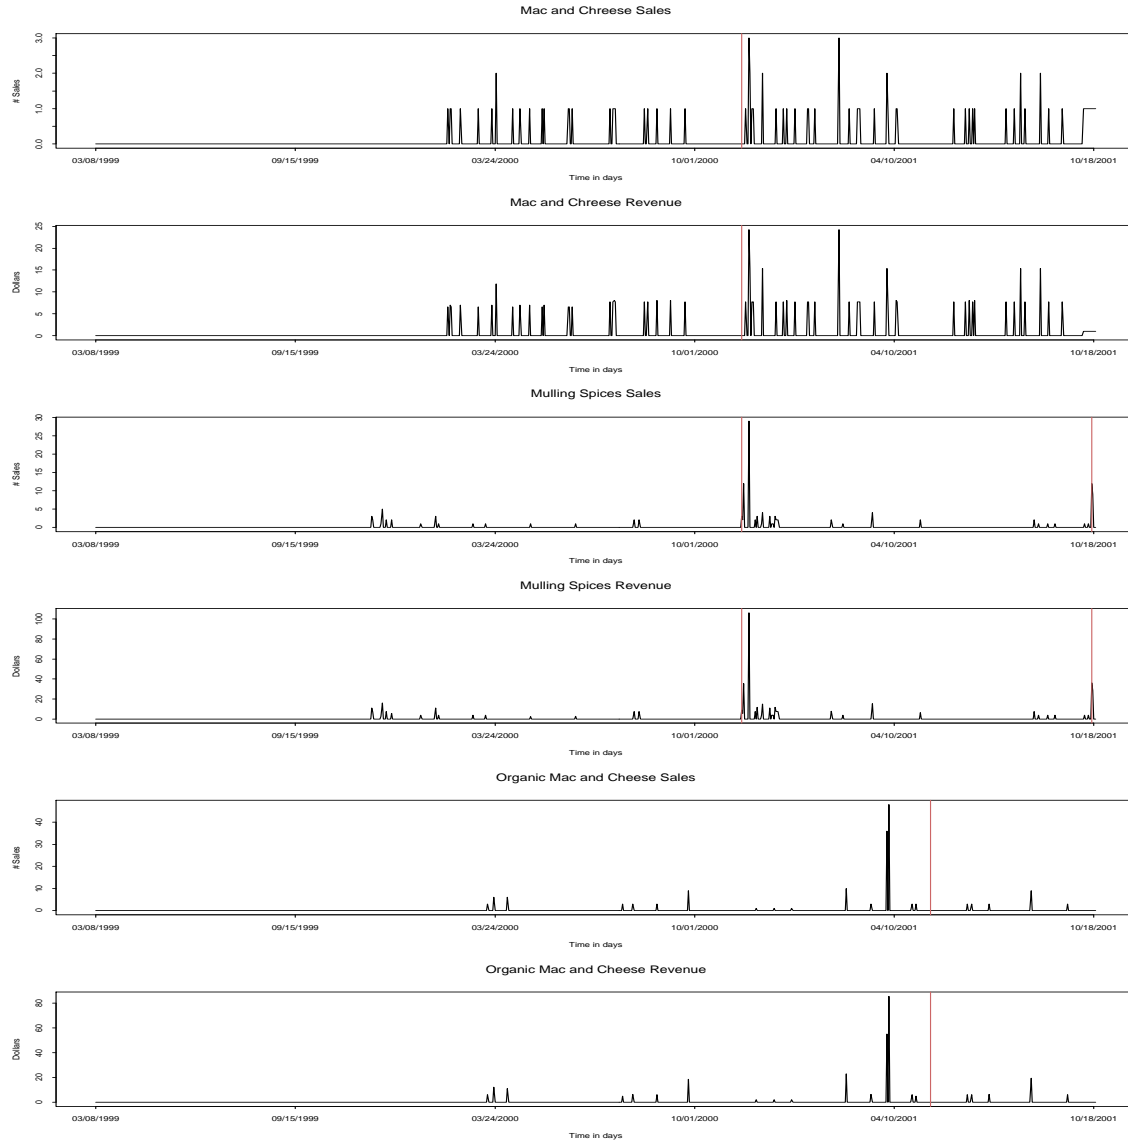 Mac and Chreese Sales
# Sales
3.0
2.0
1.0
0.0
03/08/1999 09/15/1999 03/24/2000 10/01/2000 04/10/2001 10/18/2001
Time in days
Mac and Chreese Revenue
Dollars
25
20
15
10
5
0
03/08/1999 09/15/1999 03/24/2000 10/01/2000 04/10/2001 10/18/2001
Time in days
Mulling Spices Sales
# Sales
30
25
20
15
10
5
0
03/08/1999 09/15/1999 03/24/2000 10/01/2000 04/10/2001 10/18/2001
Time in days
Mulling Spices Revenue
Dollars
100
80
60
40
20
0
03/08/1999 09/15/1999 03/24/2000 10/01/2000 04/10/2001 10/18/2001
Time in days
Organic Mac and Cheese Sales
# Sales
40
30
20
10
0
03/08/1999 09/15/1999 03/24/2000 10/01/2000 04/10/2001 10/18/2001
Time in days
Organic Mac and Cheese Revenue
Dollars
80
60
40
20
0
03/08/1999 09/15/1999 03/24/2000 10/01/2000 04/10/2001 10/18/2001
Time in days